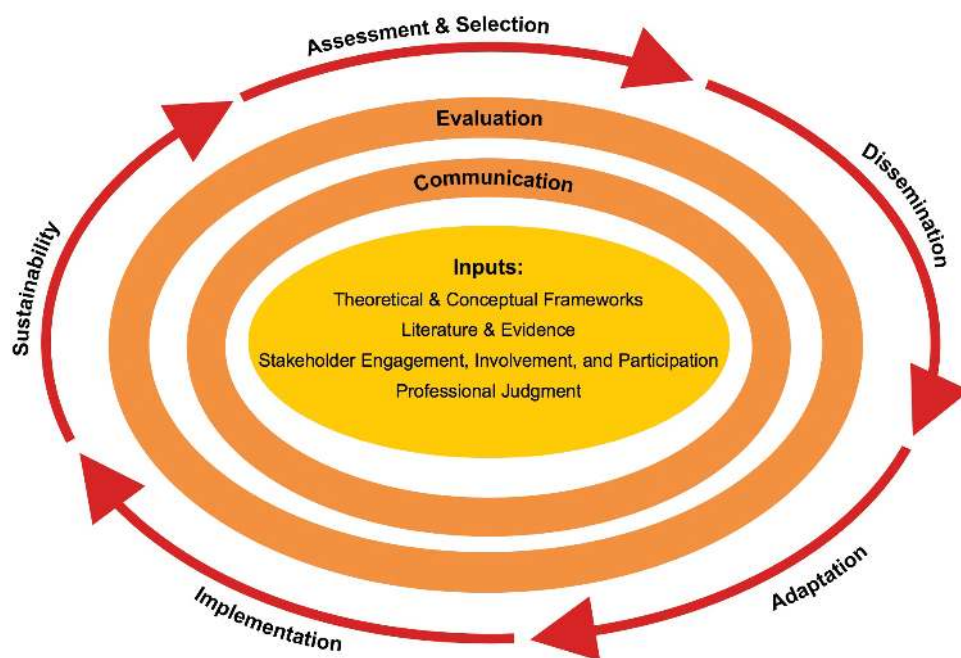 Assessment & Selection
Dissemination
Adaptation
Implementation
Sustainability
Evaluation
Communication
Inputs:
Theoretical & Conceptual Frameworks
Literature & Evidence
Stakeholder Engagement, Involvement, and Participation
Professional Judgment